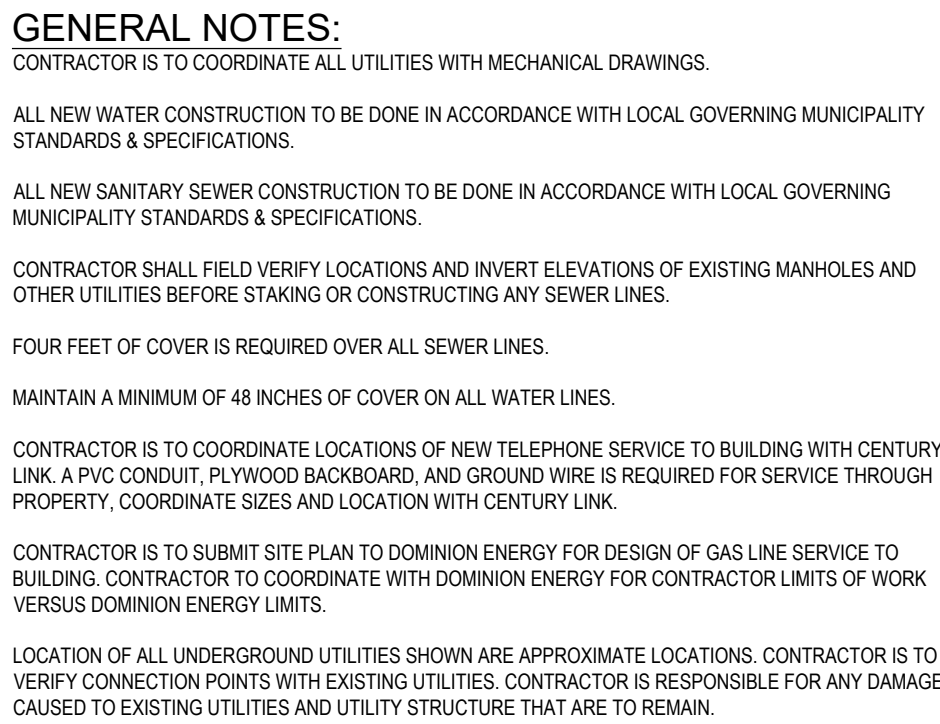 GENERAL NOTES:
CONTRACTOR IS TO COORDINATE ALL UTILITIES WITH MECHANICAL DRAWINGS.
ALL NEW WATER CONSTRUCTION TO BE DONE IN ACCORDANCE WITH LOCAL GOVERNING MUNICIPALITY
STANDARDS & SPECIFICATIONS.
ALL NEW SANITARY SEWER CONSTRUCTION TO BE DONE IN ACCORDANCE WITH LOCAL GOVERNING
MUNICIPALITY STANDARDS & SPECIFICATIONS.
CONTRACTOR SHALL FIELD VERIFY LOCATIONS AND INVERT ELEVATIONS OF EXISTING MANHOLES AND
OTHER UTILITIES BEFORE STAKING OR CONSTRUCTING ANY SEWER LINES.
FOUR FEET OF COVER IS REQUIRED OVER ALL SEWER LINES.
MAINTAIN A MINIMUM OF 48 INCHES OF COVER ON ALL WATER LINES.
CONTRACTOR IS TO COORDINATE LOCATIONS OF NEW TELEPHONE SERVICE TO BUILDING WITH CENTURY
LINK. A PVC CONDUIT, PLYWOOD BACKBOARD, AND GROUND WIRE IS REQUIRED FOR SERVICE THROUGH
PROPERTY, COORDINATE SIZES AND LOCATION WITH CENTURY LINK.
CONTRACTOR IS TO SUBMIT SITE PLAN TO DOMINION ENERGY FOR DESIGN OF GAS LINE SERVICE TO
BUILDING. CONTRACTOR TO COORDINATE WITH DOMINION ENERGY FOR CONTRACTOR LIMITS OF WORK
VERSUS DOMINION ENERGY LIMITS.
LOCATION OF ALL UNDERGROUND UTILITIES SHOWN ARE APPROXIMATE LOCATIONS. CONTRACTOR IS TO
VERIFY CONNECTION POINTS WITH EXISTING UTILITIES. CONTRACTOR IS RESPONSIBLE FOR ANY DAMAGE
CAUSED TO EXISTING UTILITIES AND UTILITY STRUCTURE THAT ARE TO REMAIN.